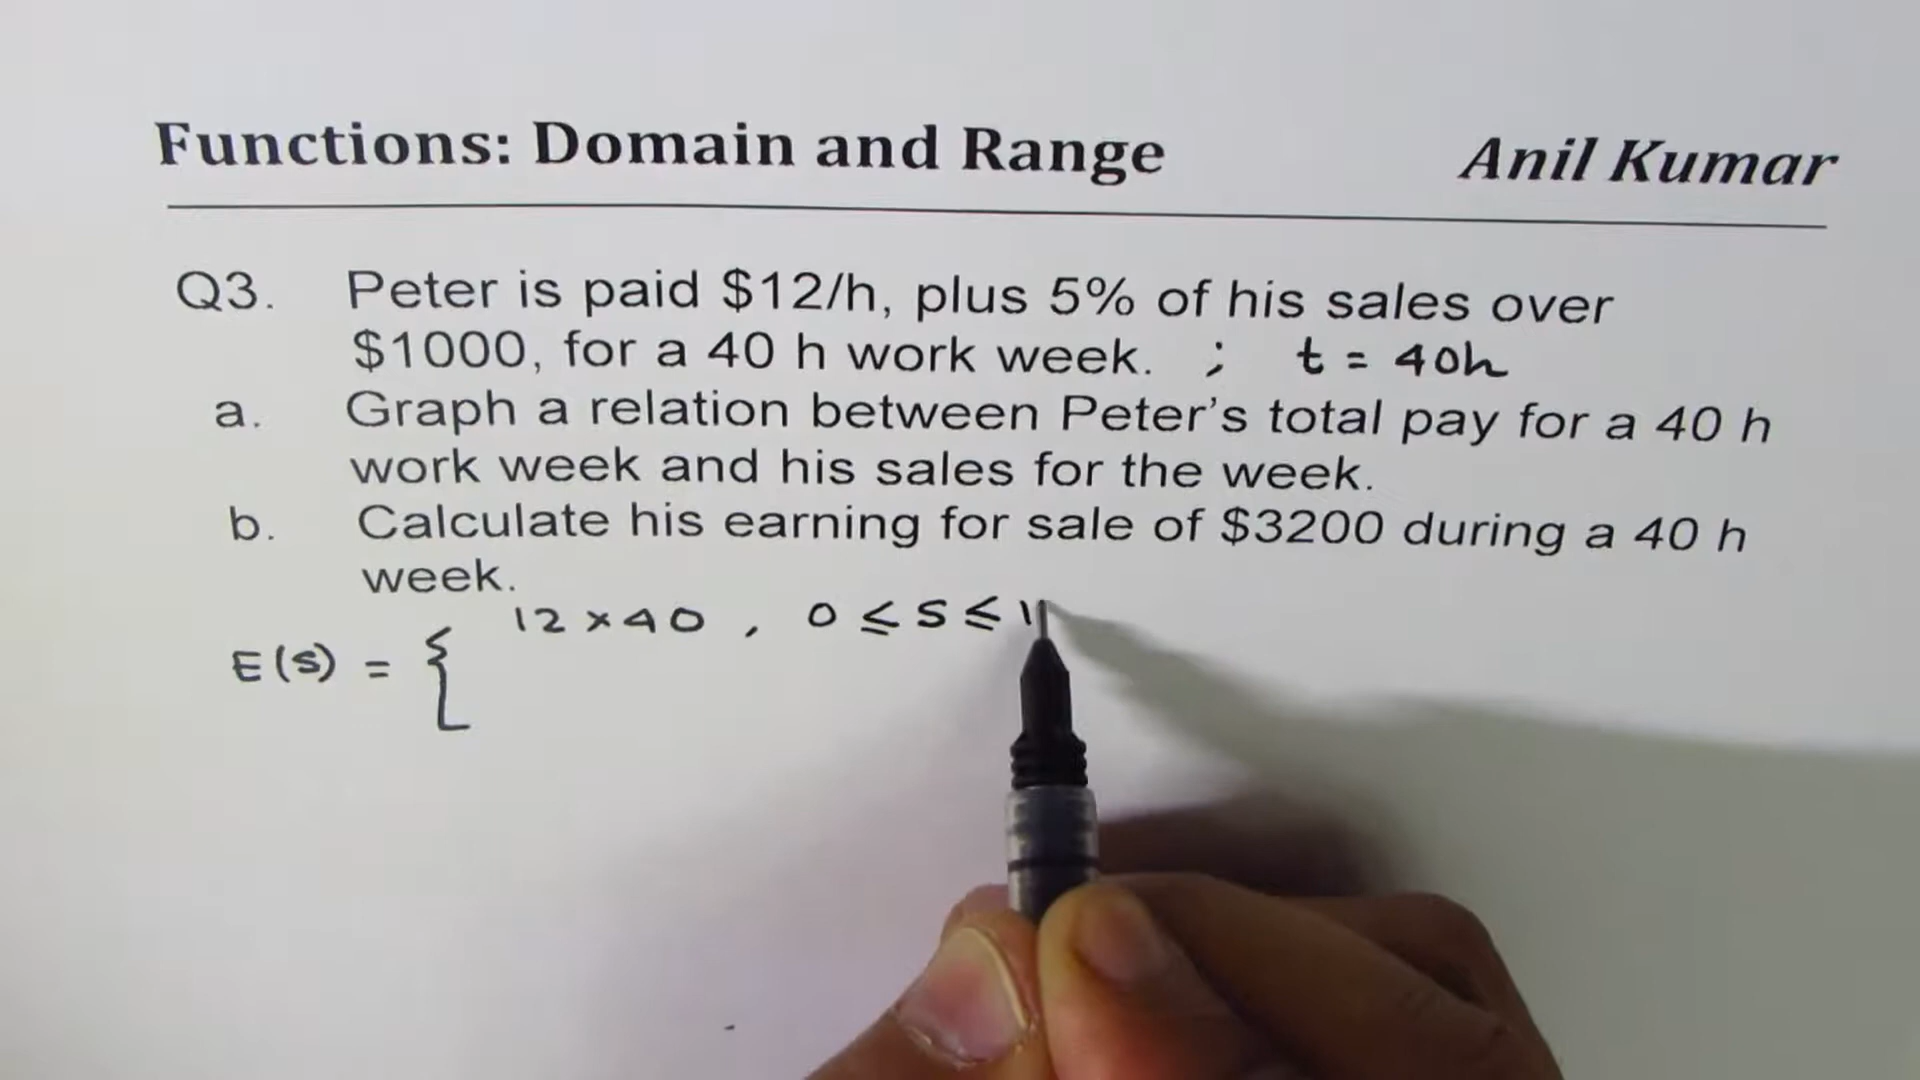 Functions: Domain and Range Anil Kumar
Q3. Peter is paid $12/h, plus 5% of his sales over
$1000, for a 40 h work week. ; t = 40h
a. Graph a relation between Peter's total pay for a 40 h
work week and his sales for the week.
b. Calculate his earning for sale of $3200 during a 40 h
week.
12 × 40 , 0 ≤ S ≤
E(S) = {